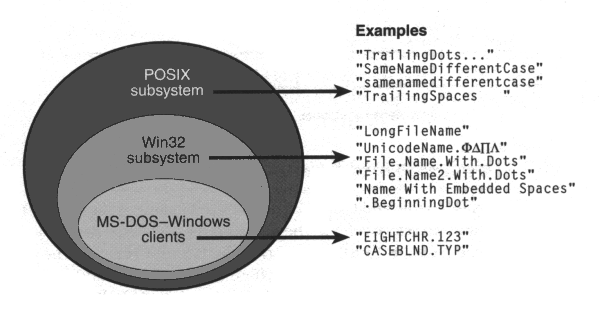 Examples
POSIX
subsystem
"TrailingDots..."
"SameNameDifferentCase"
"samenamedifferentcase"
"TrailingSpaces   "
Win32
subsystem
"LongFileName"
"UnicodeName.ΦΔΠΛ"
"File.Name.With.Dots"
"File.Name2.With.Dots"
"Name With Embedded Spaces"
".BeginningDot"
MS-DOS–Windows
clients
"EIGHTCHR.123"
"CASEBLND.TYP"